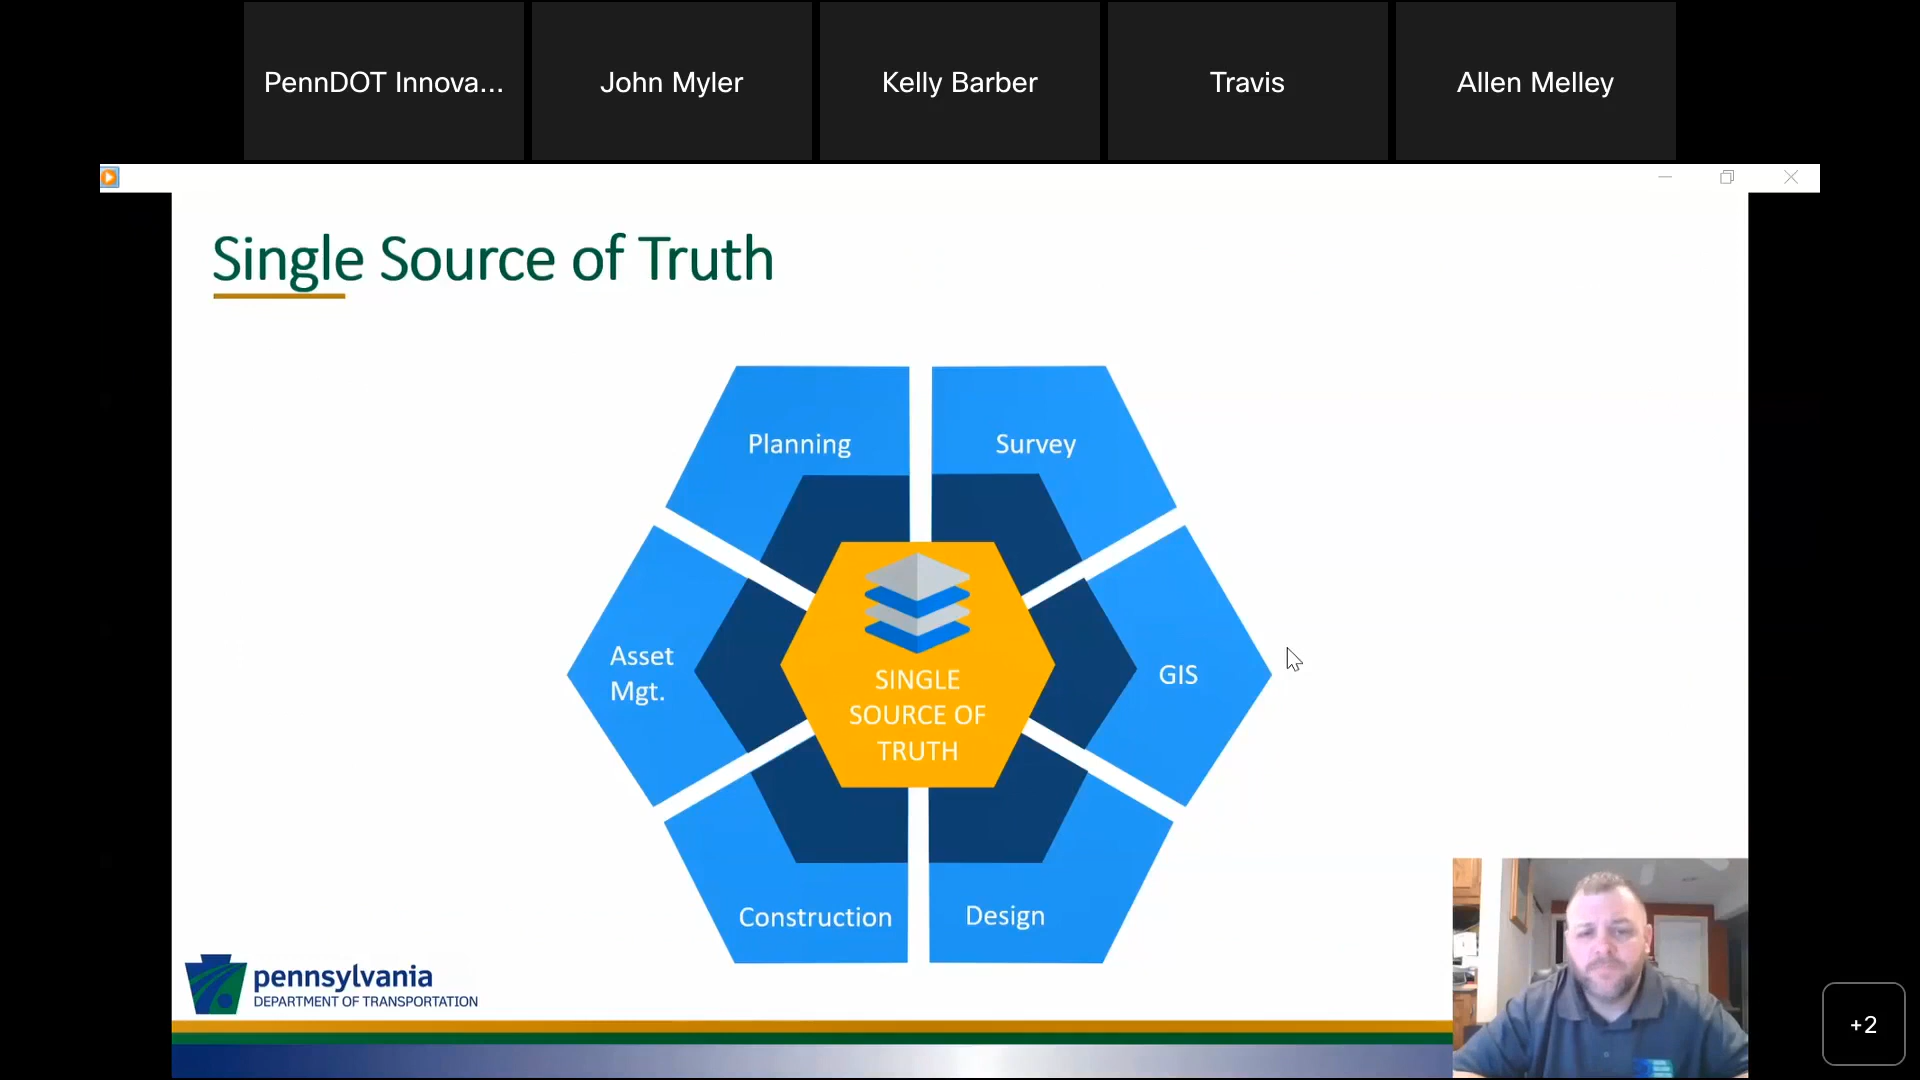 PennDOT Innova...
John Myler
Kelly Barber
Travis
Allen Melley
Single Source of Truth
Planning
Survey
Asset
Mgt.
GIS
SINGLE
SOURCE OF
TRUTH
Construction
Design
pennsylvania
DEPARTMENT OF TRANSPORTATION
+2